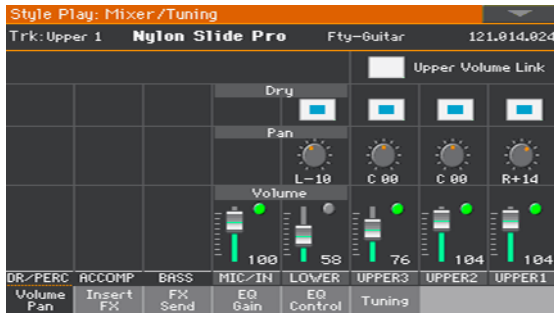 Style Play: Mixer/Tuning
Trk: Upper 1 Nylon Slide Pro Fty-Guitar 121.014.024
Upper Volume Link
Dry
Pan
L-10 C 00 C 00 R+14
Volume
100 58 76 104 104
DR/PERC ACCOMP BASS MIC/IN LOWER UPPER3 UPPER2 UPPER1
Volume Pan Insert FX FX Send EQ Gain EQ Control Tuning